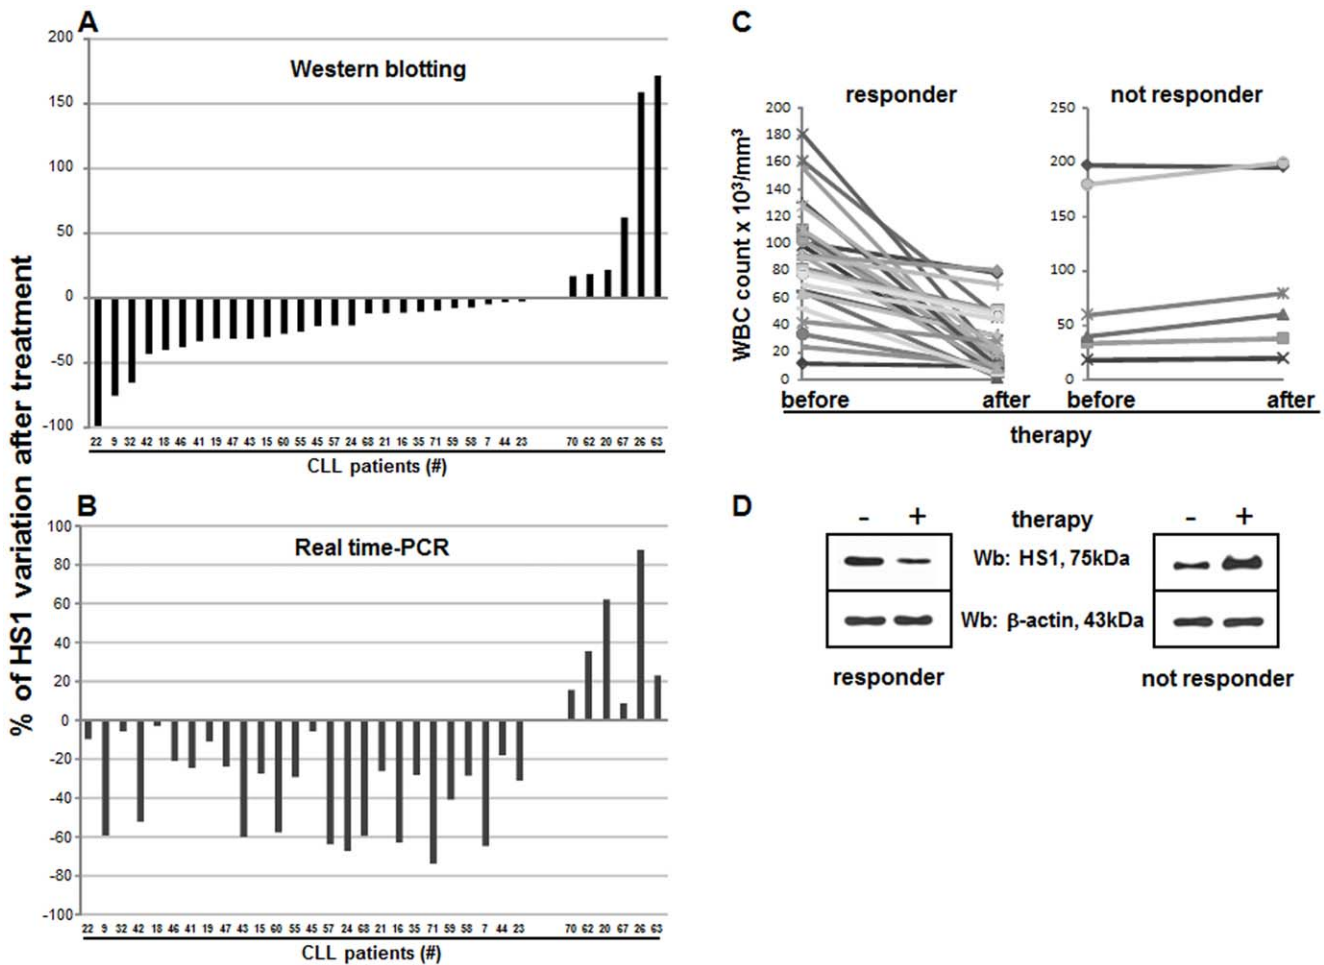 A
200
150
100
50
0
-50
-100
Western blotting
22 9 32 42 18 46 41 19 47 43 15 60 55 45 57 24 68 21 16 35 71 59 58 7 44 23 70 62 20 67 26 63
CLL patients (#)
% of HS1 variation after treatment
B
100
80
60
40
20
0
-20
-40
-60
-80
-100
Real time-PCR
22 9 32 42 18 46 41 19 47 43 15 60 55 45 57 24 68 21 16 35 71 59 58 7 44 23 70 62 20 67 26 63
CLL patients (#)
C
WBC count x 10³/mm³
responder
200
180
160
140
120
100
80
60
40
20
0
before after
not responder
250
200
150
100
50
0
before after
therapy
D
- + therapy - +
Wb: HS1, 75kDa
Wb: β-actin, 43kDa
responder not responder